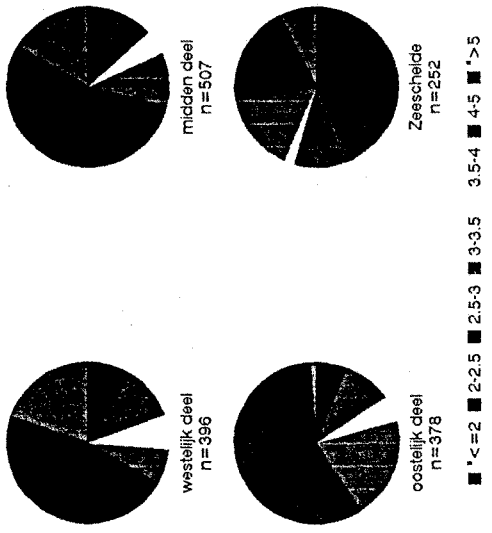 westelijk deel
n=396
midden deel
n=507
oostelijk deel
n=378
Zeeschelde
n=252
"<=2 2-2.5 2.5-3 3-3.5 3.5-4 4-5 ">5